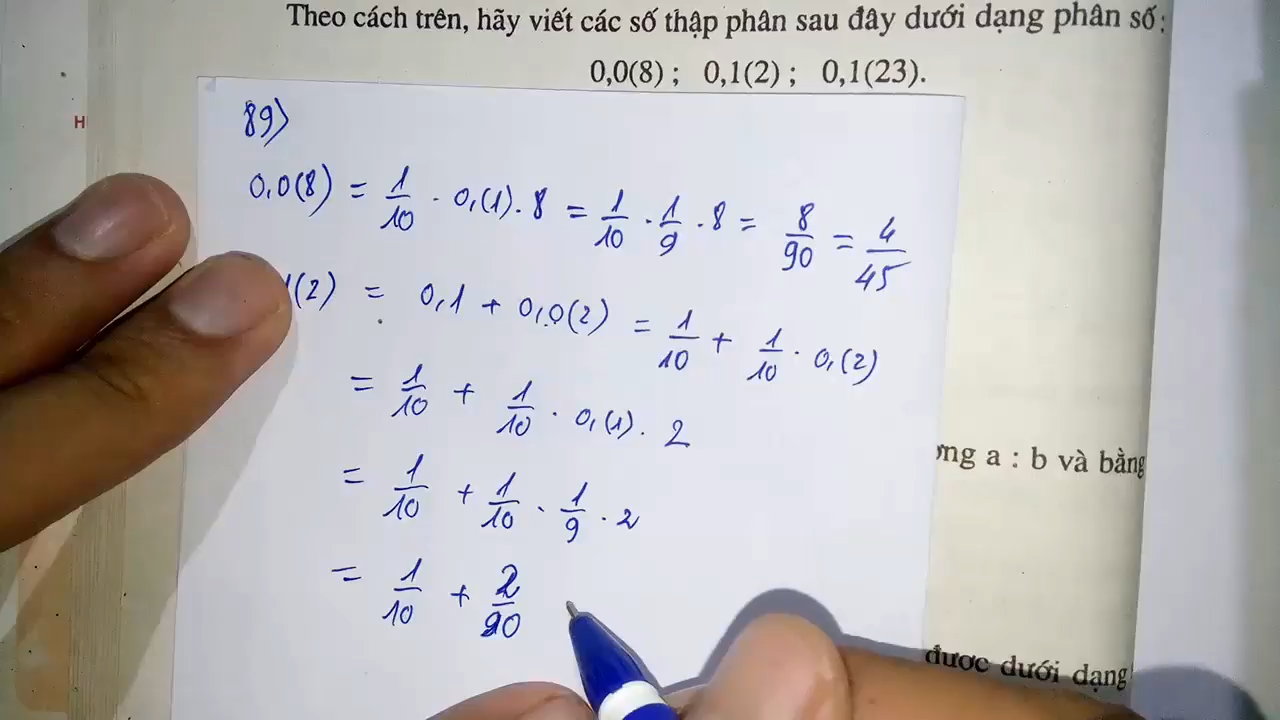 Theo cách trên, hãy viết các số thập phân sau đây dưới dạng phân số:
0,0(8) ; 0,1(2) ; 0,1(23).
H
89)
0,0(8) = 1/10 · 0,(1) . 8 = 1/10 · 1/9 · 8 = 8/90 = 4/45
(2) = 0,1 + 0,0(2) = 1/10 + 1/10 · 0,(2)
= 1/10 + 1/10 · 0,(1) . 2
ơng a : b và bằng
= 1/10 + 1/10 · 1/9 · 2
= 1/10 + 2/90
được dưới dạng